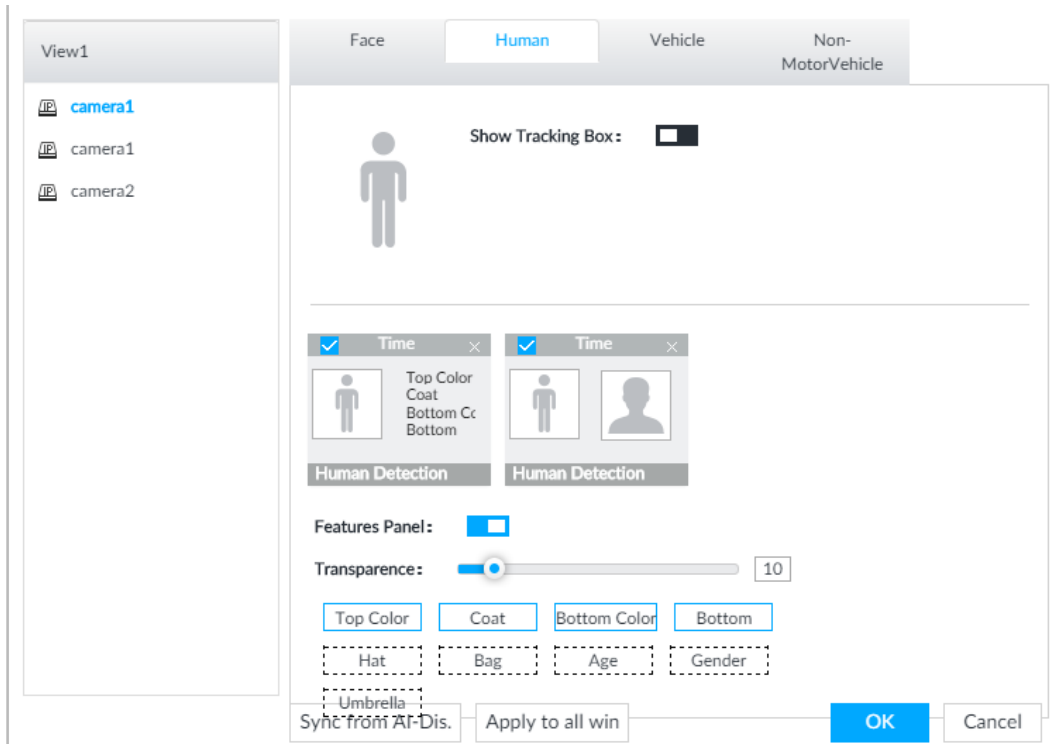 View1
camera1
camera1
camera2
Face
Human
Vehicle
Non-
MotorVehicle
Show Tracking Box:
Time
Top Color
Coat
Bottom Cc
Bottom
Human Detection
Time
Human Detection
Features Panel:
Transparence:
10
Top Color
Coat
Bottom Color
Bottom
Hat
Bag
Age
Gender
Umbrella
Sync from AI-Dis.
Apply to all win
OK
Cancel